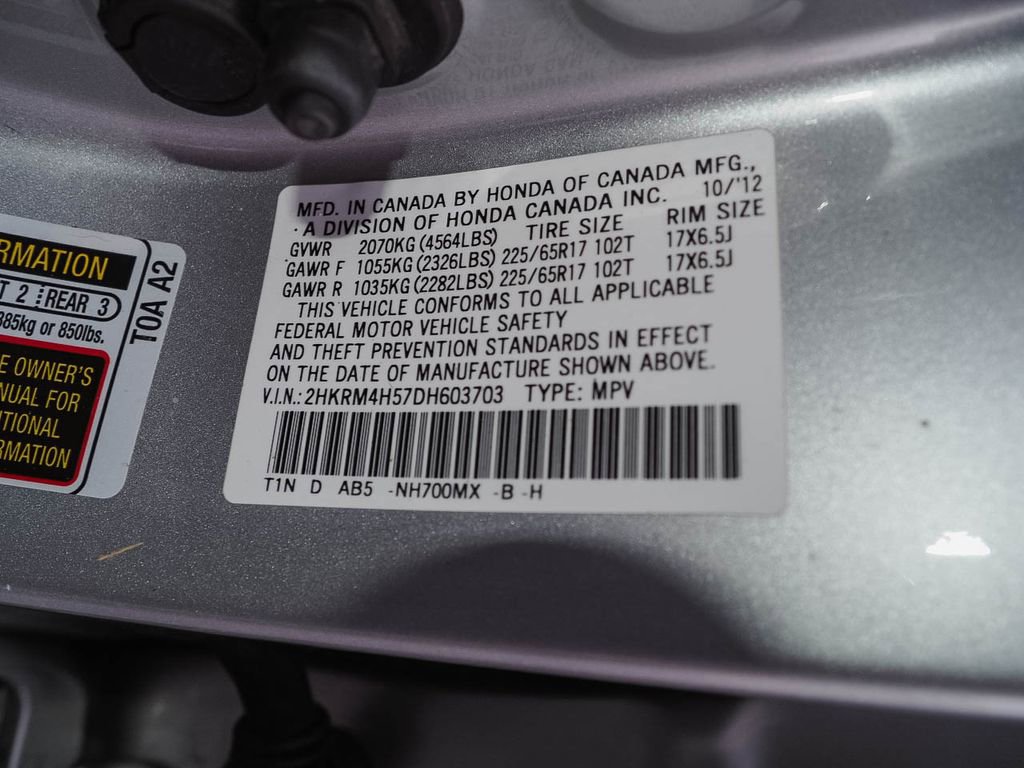 MFD. IN CANADA BY HONDA OF CANADA MFG.,
· A DIVISION OF HONDA CANADA INC. 10/'12
GVWR 2070KG (4564LBS) TIRE SIZE RIM SIZE
GAWR F 1055KG (2326LBS) 225/65R17 102T 17X6.5J
GAWR R 1035KG (2282LBS) 225/65R17 102T 17X6.5J
THIS VEHICLE CONFORMS TO ALL APPLICABLE
FEDERAL MOTOR VEHICLE SAFETY
AND THEFT PREVENTION STANDARDS IN EFFECT
ON THE DATE OF MANUFACTURE SHOWN ABOVE.
V.I.N.: 2HKRM4H57DH603703 TYPE: MPV
T1N D AB5 -NH700MX -B -H
RMATION
T 2 REAR 3
385kg or 850lbs.
E OWNER'S
NUAL FOR
ITIONAL
RMATION
T0A A2